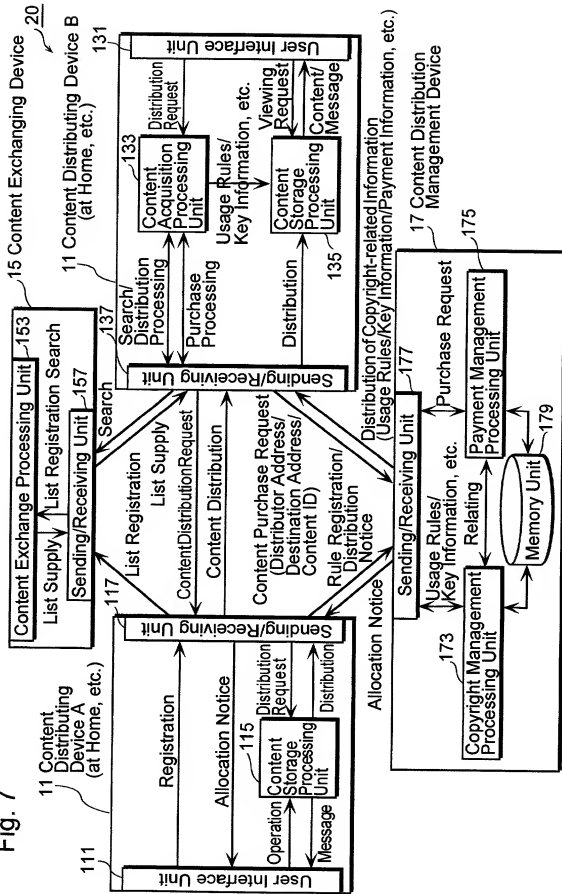 Fig. 7
20
15 Content Exchanging Device
Content Exchange Processing Unit
153
List Supply
List Registration Search
Sending/Receiving Unit
157
List Registration
List Supply
Search
11 Content
Distributing
Device A
(at Home, etc.)
111
User Interface Unit
Registration
Allocation Notice
Operation
Message
115
Content
Storage
Processing
Unit
Distribution
Request
Distribution
117
Sending/Receiving Unit
ContentDistributionRequest
Content Distribution
Content Purchase Request
(Distributor Address/
Destination Address/
Content ID)
Rule Registration/
Distribution
Notice
Allocation Notice
11 Content Distributing Device B
(at Home, etc.)
137
Sending/Receiving Unit
Search/
Distribution
Processing
Purchase
Processing
Distribution
133
Content
Acquisition
Processing
Unit
Usage Rules/
Key Information, etc.
Content
Storage
Processing
Unit
135
Distribution
Request
Viewing
Request
Content/
Message
131
User Interface Unit
Distribution of Copyright-related Information
(Usage Rules/Key Information/Payment Information, etc.)
17 Content Distribution
Management Device
Sending/Receiving Unit
177
Usage Rules/
Key Information, etc.
Purchase Request
173
Copyright Management
Processing Unit
Relating
175
Payment Management
Processing Unit
Memory Unit
179